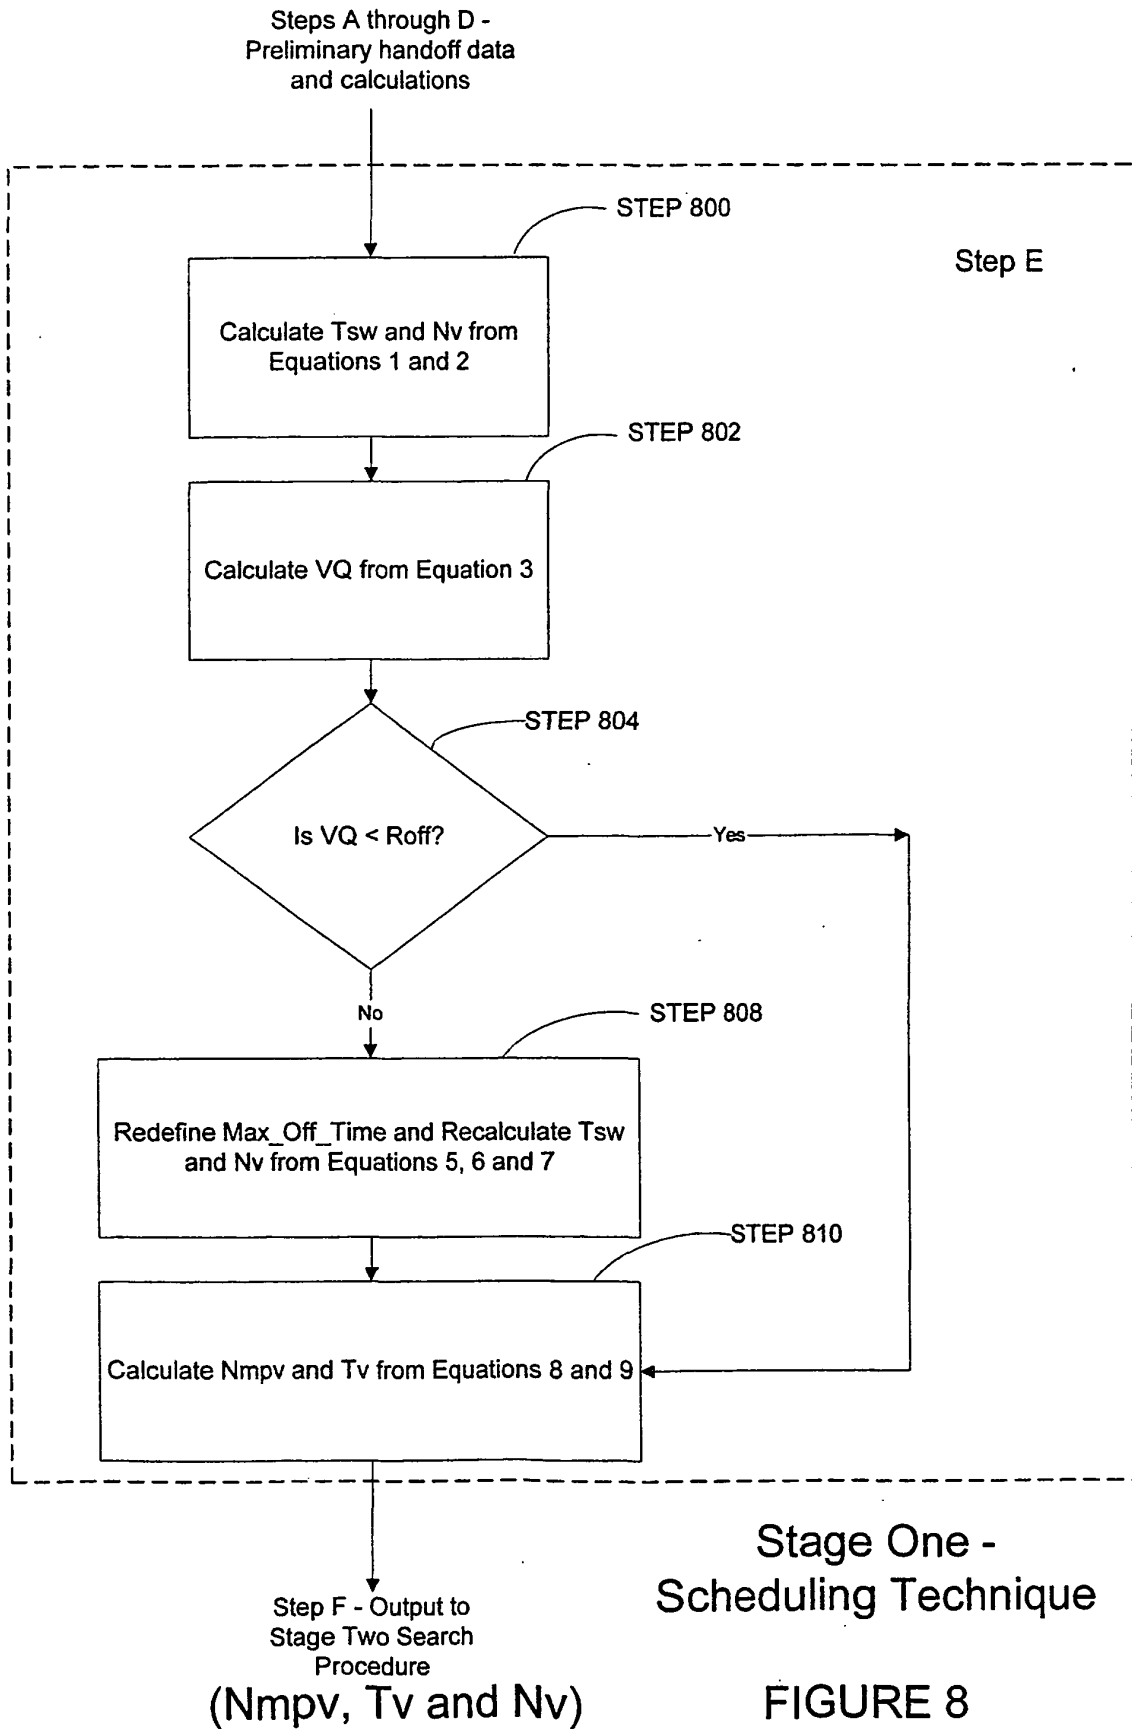 Steps A through D -
Preliminary handoff data
and calculations
STEP 800
Step E
Calculate Tsw and Nv from
Equations 1 and 2
STEP 802
Calculate VQ from Equation 3
STEP 804
Is VQ < Roff?
Yes
No
STEP 808
Redefine Max_Off_Time and Recalculate Tsw
and Nv from Equations 5, 6 and 7
STEP 810
Calculate Nmpv and Tv from Equations 8 and 9
Stage One -
Scheduling Technique
Step F - Output to
Stage Two Search
Procedure
(Nmpv, Tv and Nv)
FIGURE 8